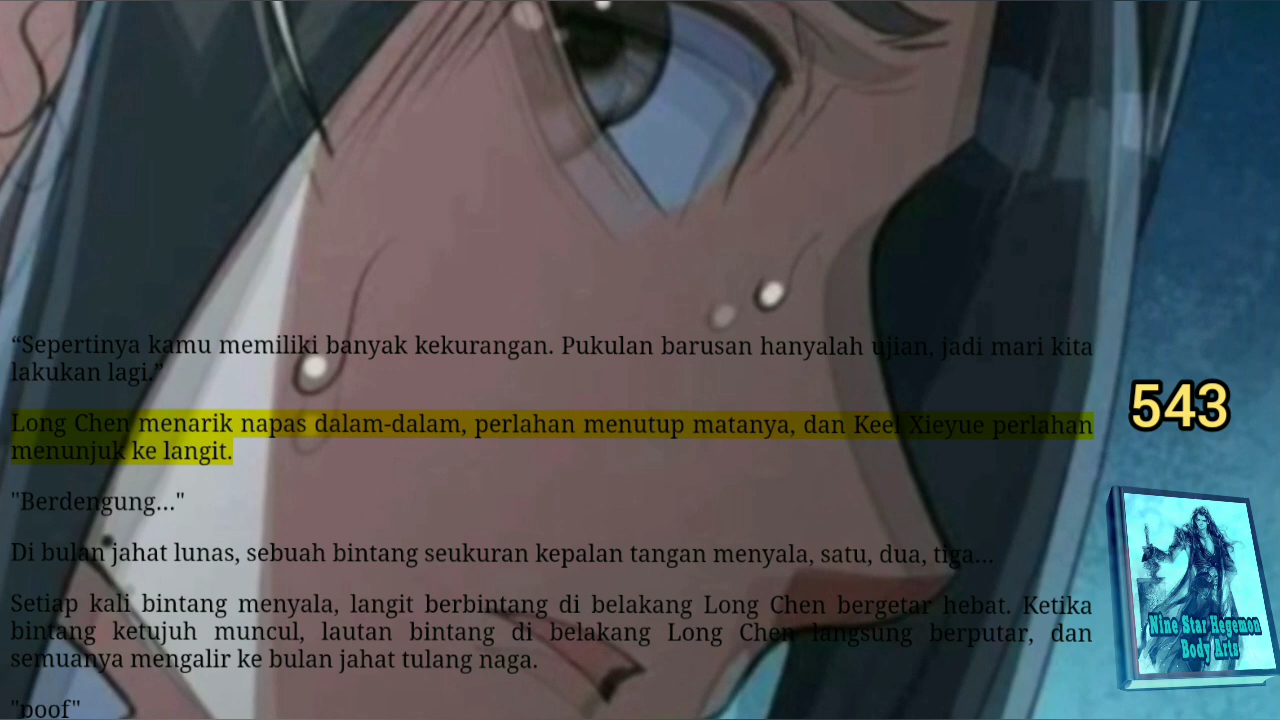 “Sepertinya kamu memiliki banyak kekurangan. Pukulan barusan hanyalah ujian, jadi mari kita
lakukan lagi.”
Long Chen menarik napas dalam-dalam, perlahan menutup matanya, dan Keel Xieyue perlahan
menunjuk ke langit.
"Berdengung..."
Di bulan jahat lunas, sebuah bintang seukuran kepalan tangan menyala, satu, dua, tiga...
Setiap kali bintang menyala, langit berbintang di belakang Long Chen bergetar hebat. Ketika
bintang ketujuh muncul, lautan bintang di belakang Long Chen langsung berputar, dan
semuanya mengalir ke bulan jahat tulang naga.
"poof"
543
Nine Star Hegemon
Body Arts